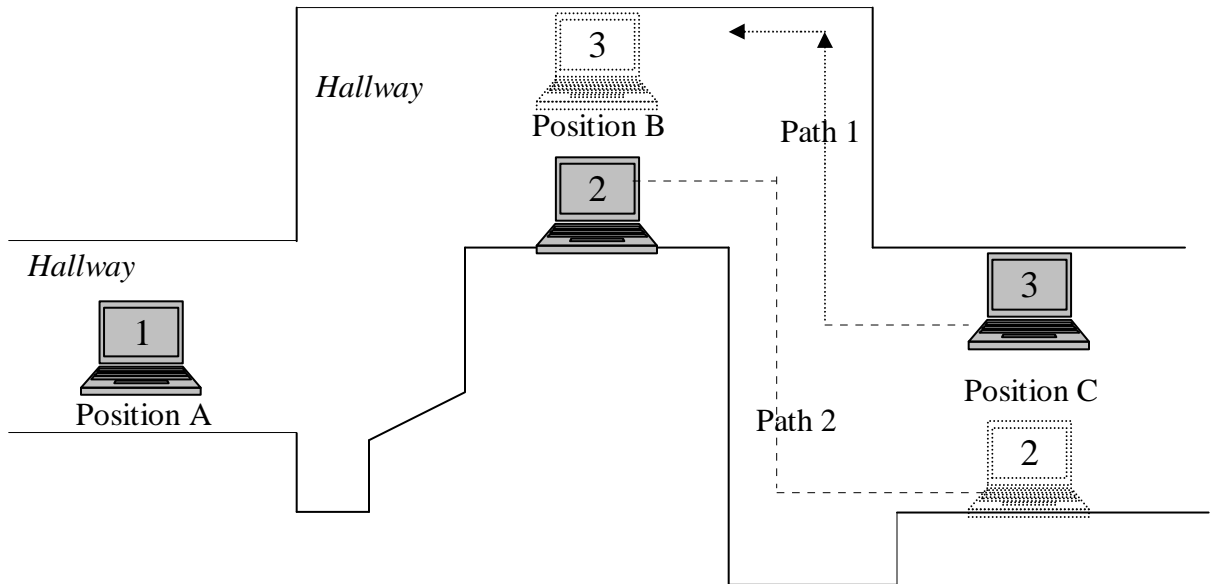 3
Hallway
Position B
Path 1
2
Hallway
3
1
Position C
Position A
Path 2
2